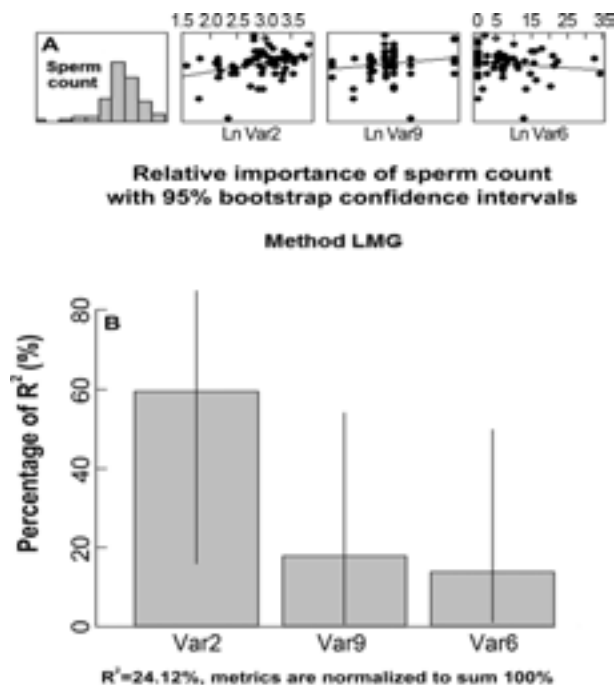 1.5 2.0 2.5 3.0 3.5
0 5 15 25 35
A
Sperm
count
Ln Var2
Ln Var9
Ln Var6
Relative importance of sperm count
with 95% bootstrap confidence intervals
Method LMG
B
Percentage of R² (%)
80
60
40
20
0
Var2
Var9
Var6
R²=24.12%, metrics are normalized to sum 100%